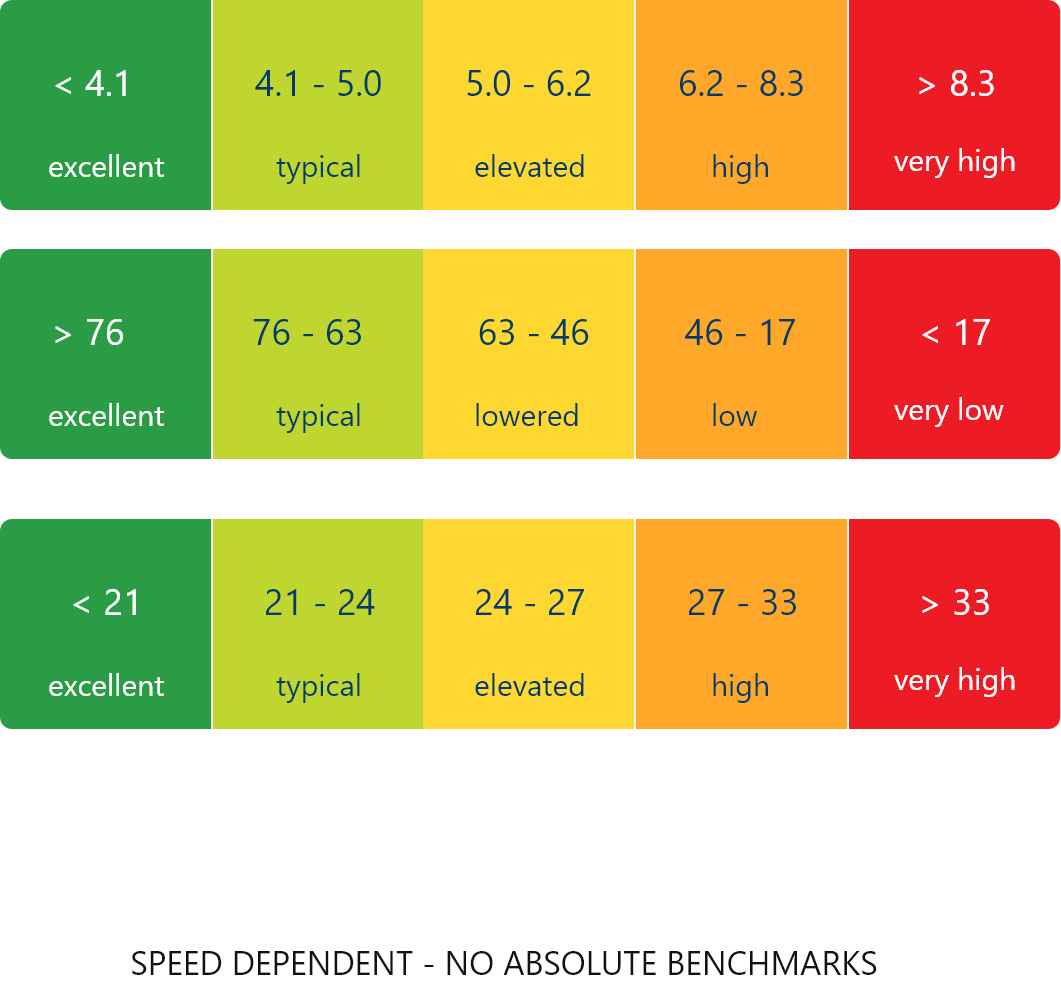 < 4.1 4.1 - 5.0 5.0 - 6.2 6.2 - 8.3 > 8.3
excellent typical elevated high very high
> 76 76 - 63 63 - 46 46 - 17 < 17
excellent typical lowered low very low
< 21 21 - 24 24 - 27 27 - 33 > 33
excellent typical elevated high very high
SPEED DEPENDENT - NO ABSOLUTE BENCHMARKS